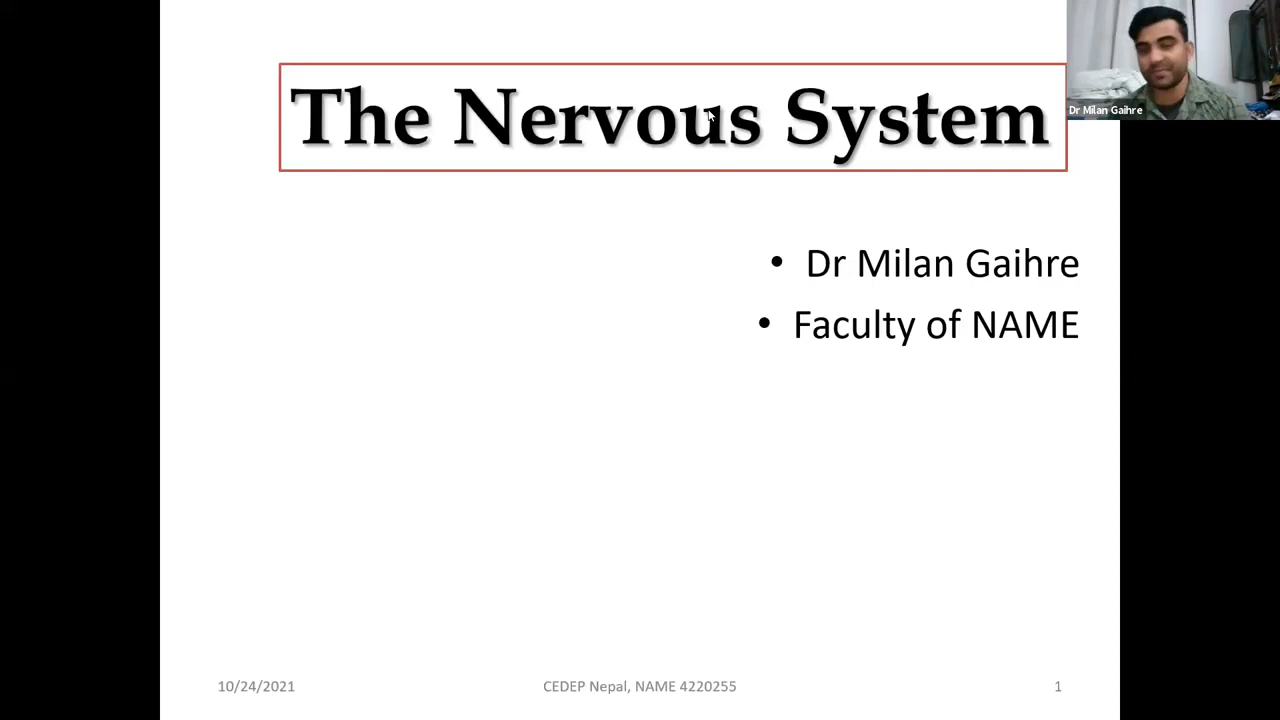 The Nervous System
Dr Milan Gaihre
• Dr Milan Gaihre
• Faculty of NAME
10/24/2021
CEDEP Nepal, NAME 4220255
1